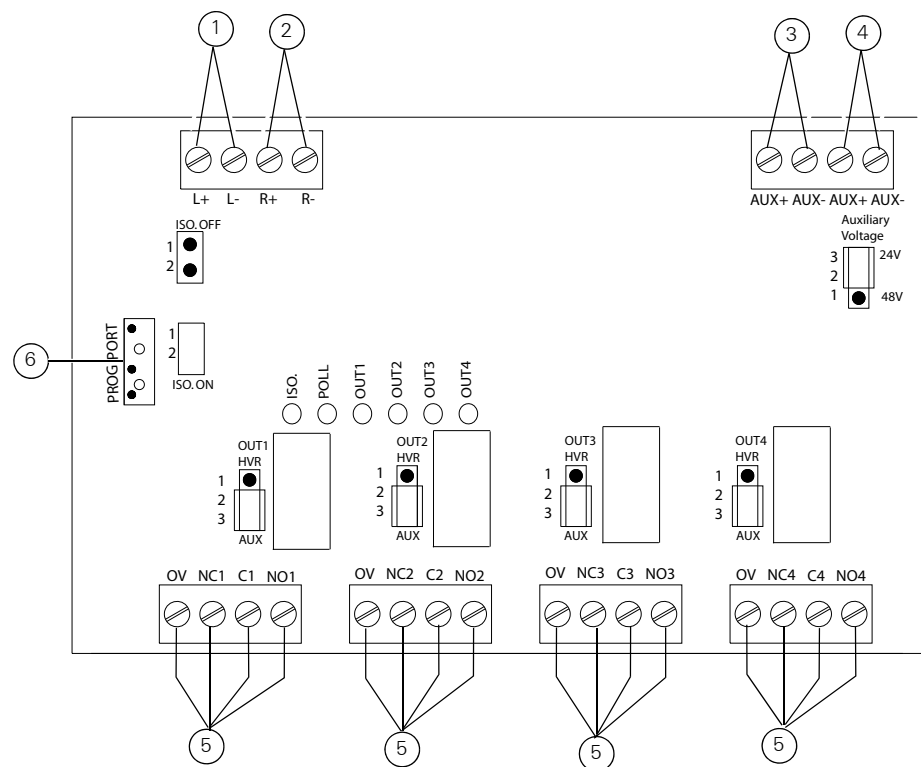 1 2 3 4
L+ L- R+ R-
AUX+ AUX- AUX+ AUX-
ISO. OFF
1
2
Auxiliary
Voltage
3 24V
2
1 48V
6
PROG PORT
1
2
ISO. ON
ISO. POLL OUT1 OUT2 OUT3 OUT4
OUT1
HVR
1
2
3
AUX
OUT2
HVR
1
2
3
AUX
OUT3
HVR
1
2
3
AUX
OUT4
HVR
1
2
3
AUX
OV NC1 C1 NO1
OV NC2 C2 NO2
OV NC3 C3 NO3
OV NC4 C4 NO4
5 5 5 5